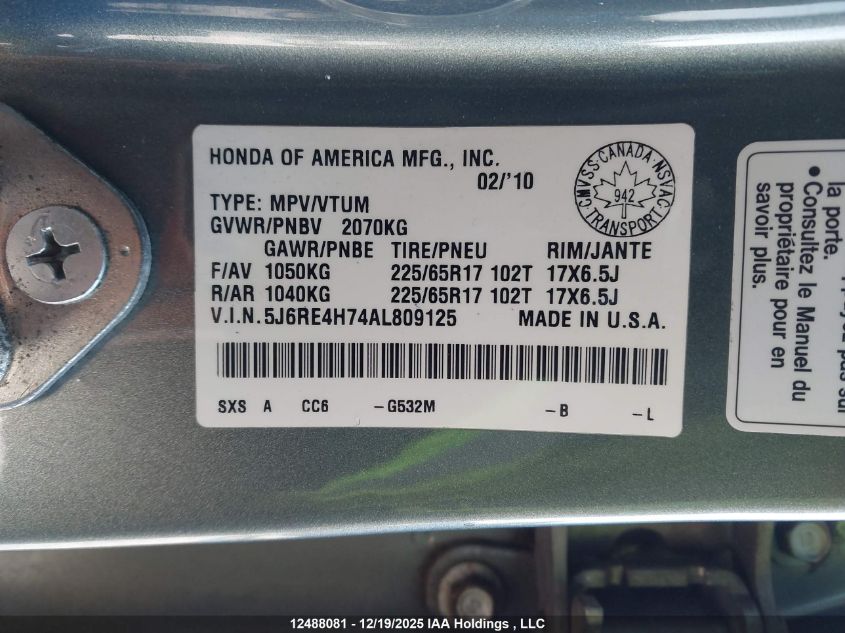 HONDA OF AMERICA MFG., INC.
02/'10
TYPE: MPV/VTUM
GVWR/PNBV 2070KG
GAWR/PNBE TIRE/PNEU RIM/JANTE
F/AV 1050KG 225/65R17 102T 17X6.5J
R/AR 1040KG 225/65R17 102T 17X6.5J
V.I.N. 5J6RE4H74AL809125 MADE IN U.S.A.
SXS A CC6 -G532M -B -L
CMVSS·CANADA·NSVAC
942
TRANSPORT
la porte.
• Consultez le Manuel du
propriétaire pour en
savoir plus.
12488081 - 12/19/2025 IAA Holdings , LLC